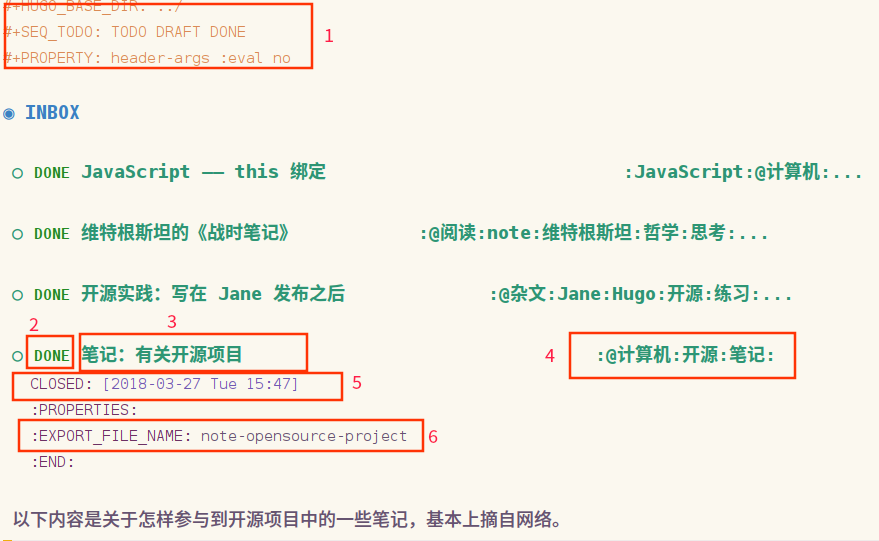 #+HUGO_BASE_DIR: ../
#+SEQ_TODO: TODO DRAFT DONE
1
#+PROPERTY: header-args :eval no
INBOX
DONE JavaScript —— this 绑定 :JavaScript:@计算机:...
DONE 维特根斯坦的《战时笔记》 :@阅读:note:维特根斯坦:哲学:思考:...
DONE 开源实践：写在 Jane 发布之后 :@杂文:Jane:Hugo:开源:练习:...
2 3
DONE 笔记：有关开源项目 4 :@计算机:开源:笔记:
CLOSED: [2018-03-27 Tue 15:47] 5
:PROPERTIES:
:EXPORT_FILE_NAME: note-opensource-project 6
:END:
以下内容是关于怎样参与到开源项目中的一些笔记，基本上摘自网络。